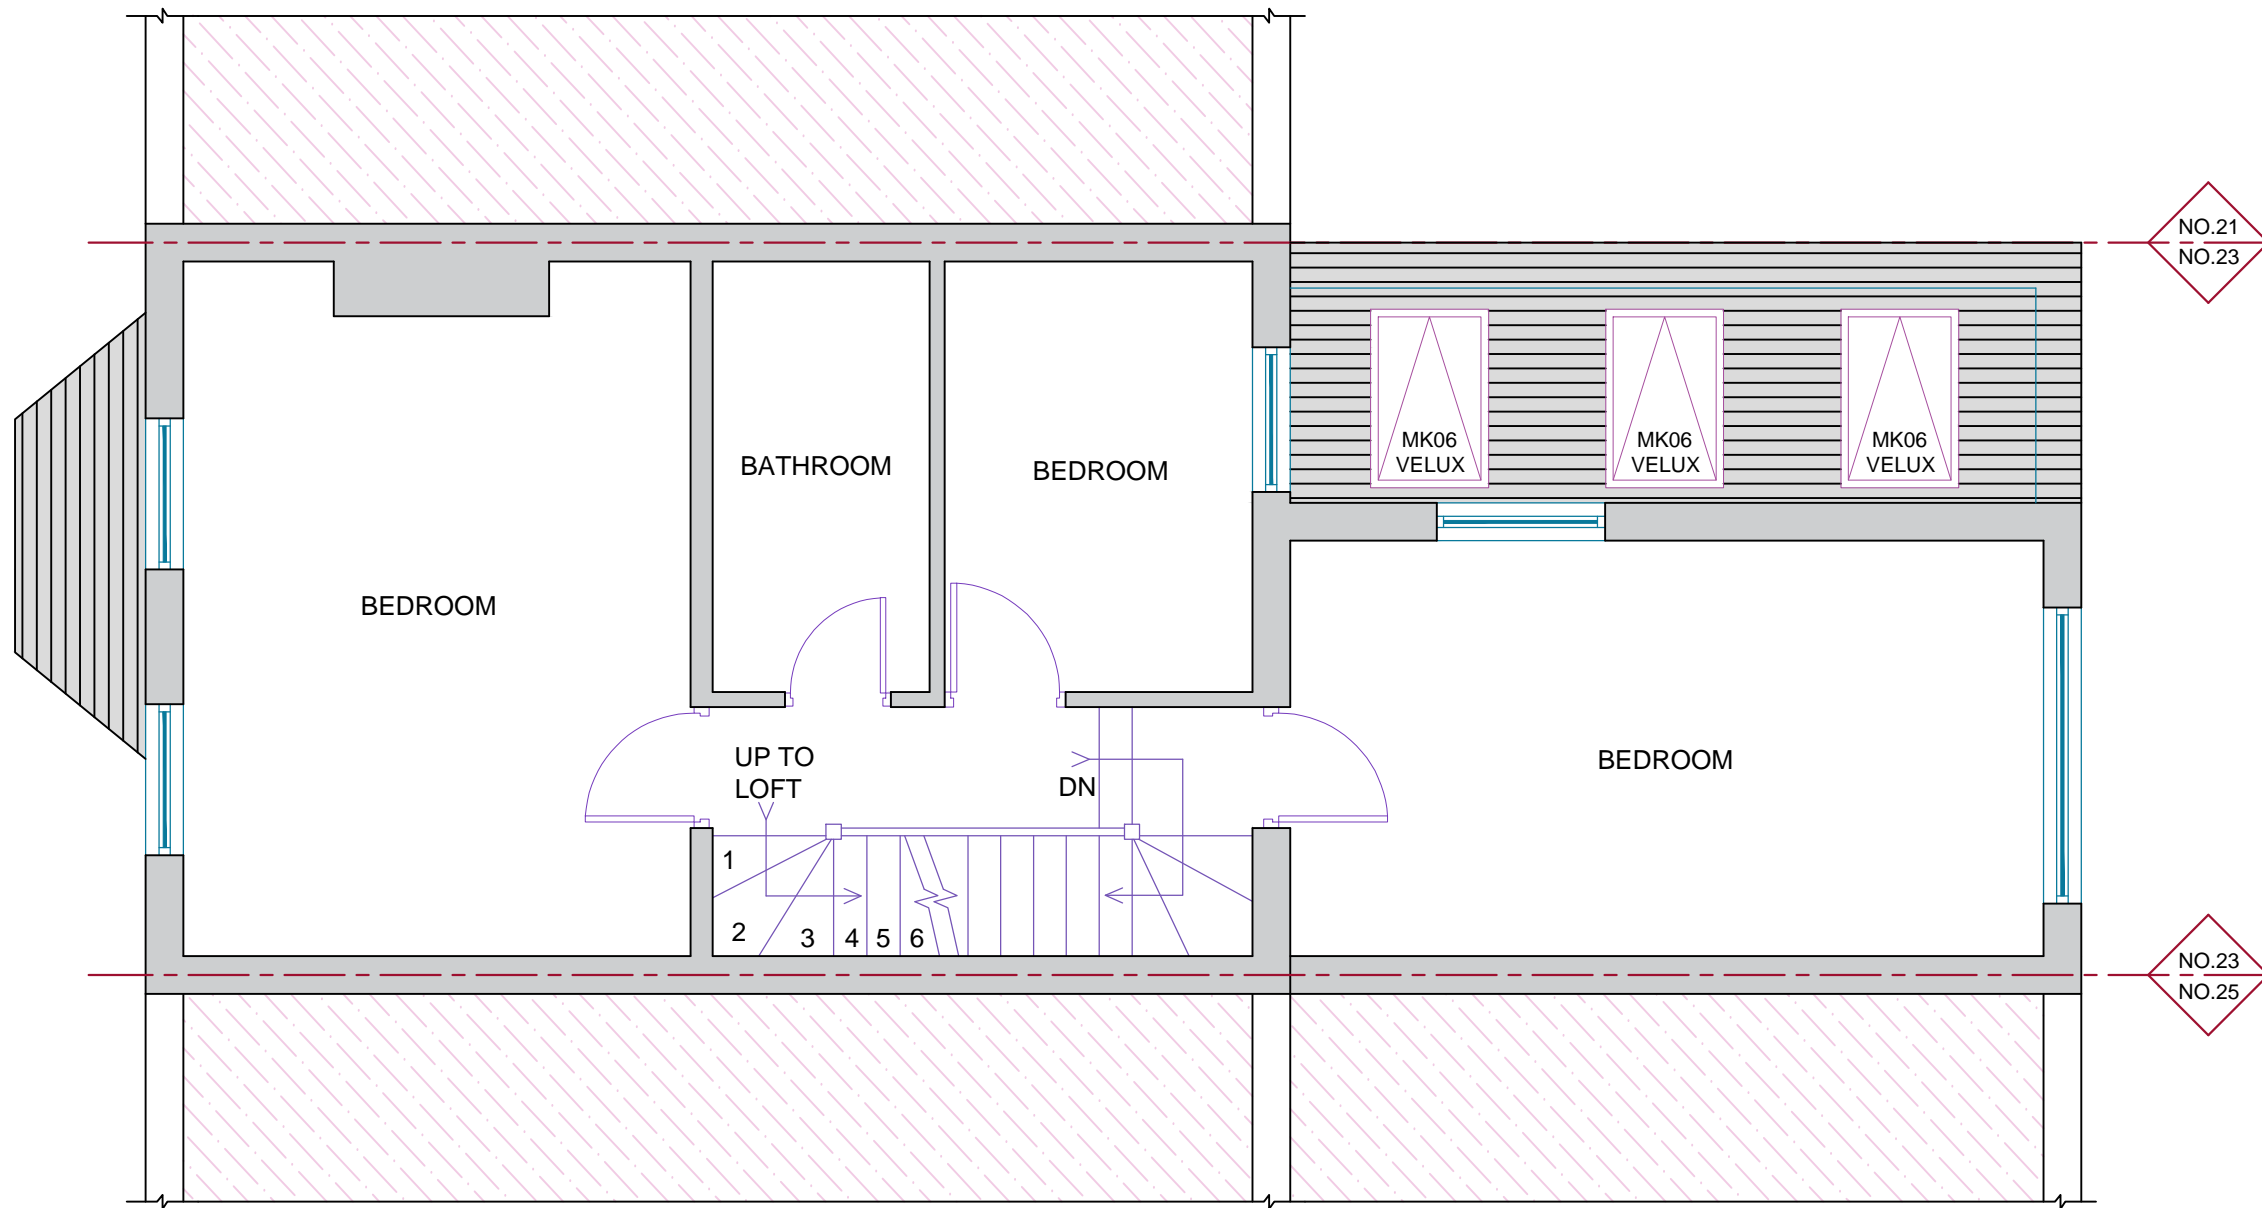 NO.21
NO.23
MK06
VELUX
MK06
VELUX
MK06
VELUX
BATHROOM
BEDROOM
BEDROOM
UP TO
LOFT
DN
BEDROOM
1
2
3
4
5
6
NO.23
NO.25